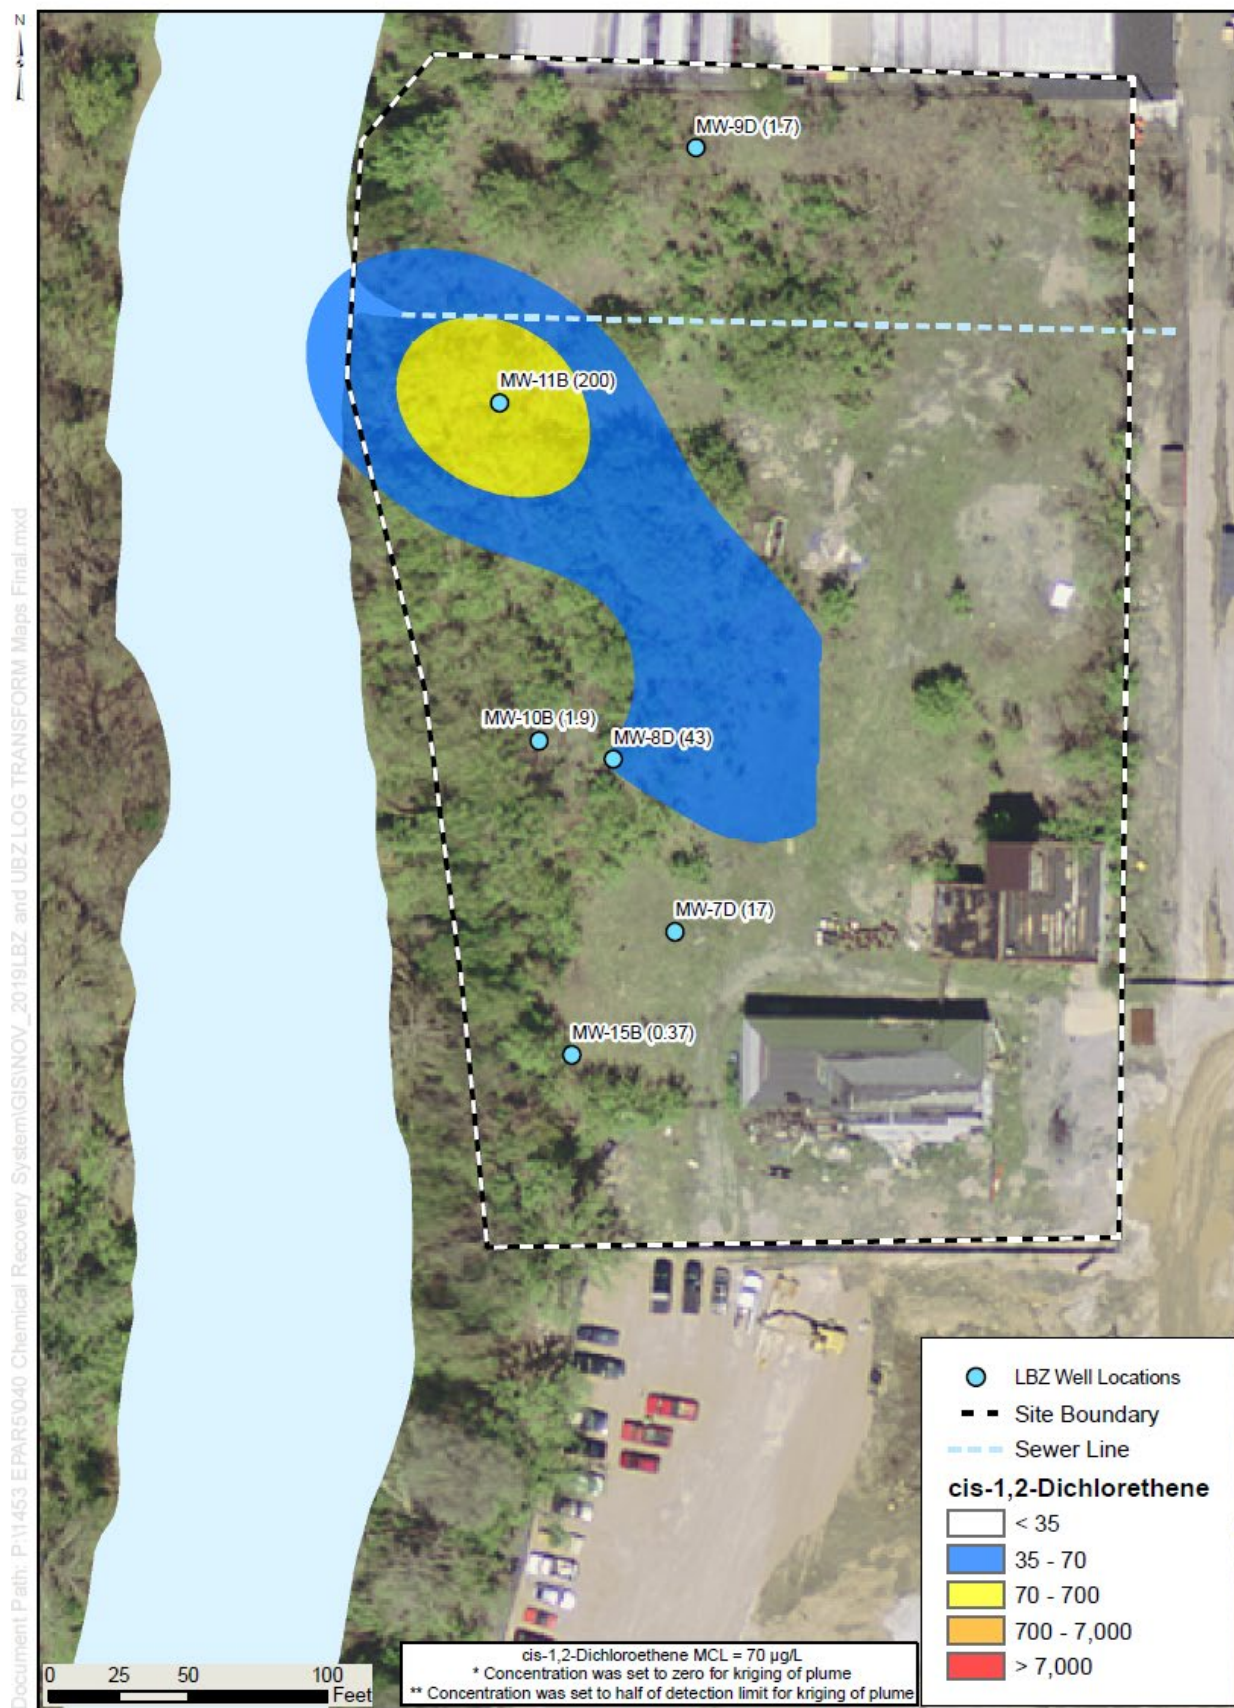 N
MW-9D (1.7)
MW-11B (200)
MW-10B (1.9)
MW-8D (43)
MW-7D (17)
MW-15B (0.37)
Document Path: P:\1453 EPAR5\040 Chemical Recovery System\GIS\NOV_2019LBZ and UBZ LOG TRANSFORM Maps Final.mxd
0 25 50 100
Feet
cis-1,2-Dichloroethene MCL = 70 µg/L
* Concentration was set to zero for kriging of plume
** Concentration was set to half of detection limit for kriging of plume
LBZ Well Locations
Site Boundary
Sewer Line
cis-1,2-Dichlorethene
< 35
35 - 70
70 - 700
700 - 7,000
> 7,000